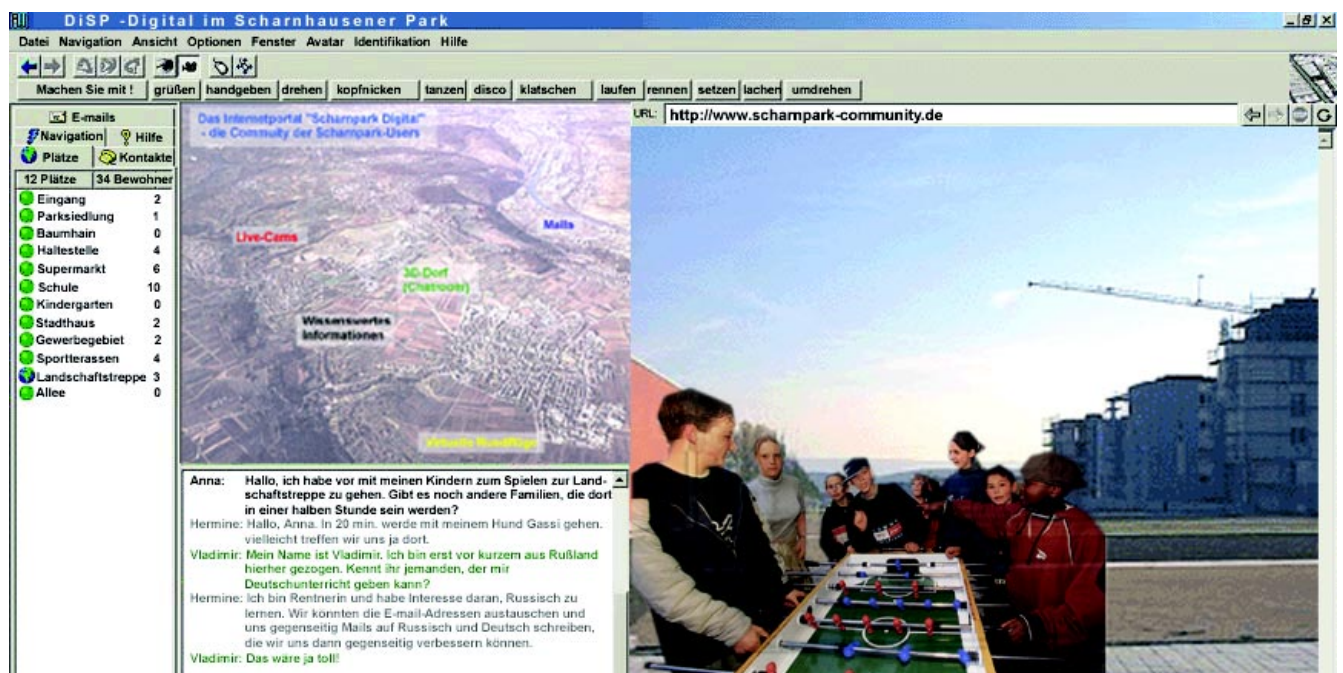 DiSP -Digital im Scharnhausener Park
Datei Navigation Ansicht Optionen Fenster Avatar Identifikation Hilfe
Machen Sie mit ! grüßen handgeben drehen kopfnicken tanzen disco klatschen laufen rennen setzen lachen umdrehen
E-mails
Navigation Hilfe
Plätze Kontakte
12 Plätze 34 Bewohner
Eingang 2
Parksiedlung 1
Baumhain 0
Haltestelle 4
Supermarkt 6
Schule 10
Kindergarten 0
Stadthaus 2
Gewerbegebiet 2
Sportterassen 4
Landschaftstreppe 3
Allee 0
Das Internetportal "Scharnpark Digital"
- die Commuity der Scharnpark-Users
Live-Cams
Mails
3D-Dorf
(Chatroom)
Wissenswertes
Informationen
Virtuelle Rundflüge
Anna: Hallo, ich habe vor mit meinen Kindern zum Spielen zur Land-
schaftstreppe zu gehen. Gibt es noch andere Familien, die dort
in einer halben Stunde sein werden?
Hermine: Hallo, Anna. In 20 min. werde mit meinem Hund Gassi gehen.
vielleicht treffen wir uns ja dort.
Vladimir: Mein Name ist Vladimir. Ich bin erst vor kurzem aus Rußland
hierher gezogen. Kennt ihr jemanden, der mir
Deutschunterricht geben kann?
Hermine: Ich bin Rentnerin und habe Interesse daran, Russisch zu
lernen. Wir könnten die E-mail-Adressen austauschen und
uns gegenseitig Mails auf Russisch und Deutsch schreiben,
die wir uns dann gegenseitig verbessern können.
Vladimir: Das wäre ja toll!
URL: http://www.scharnpark-community.de